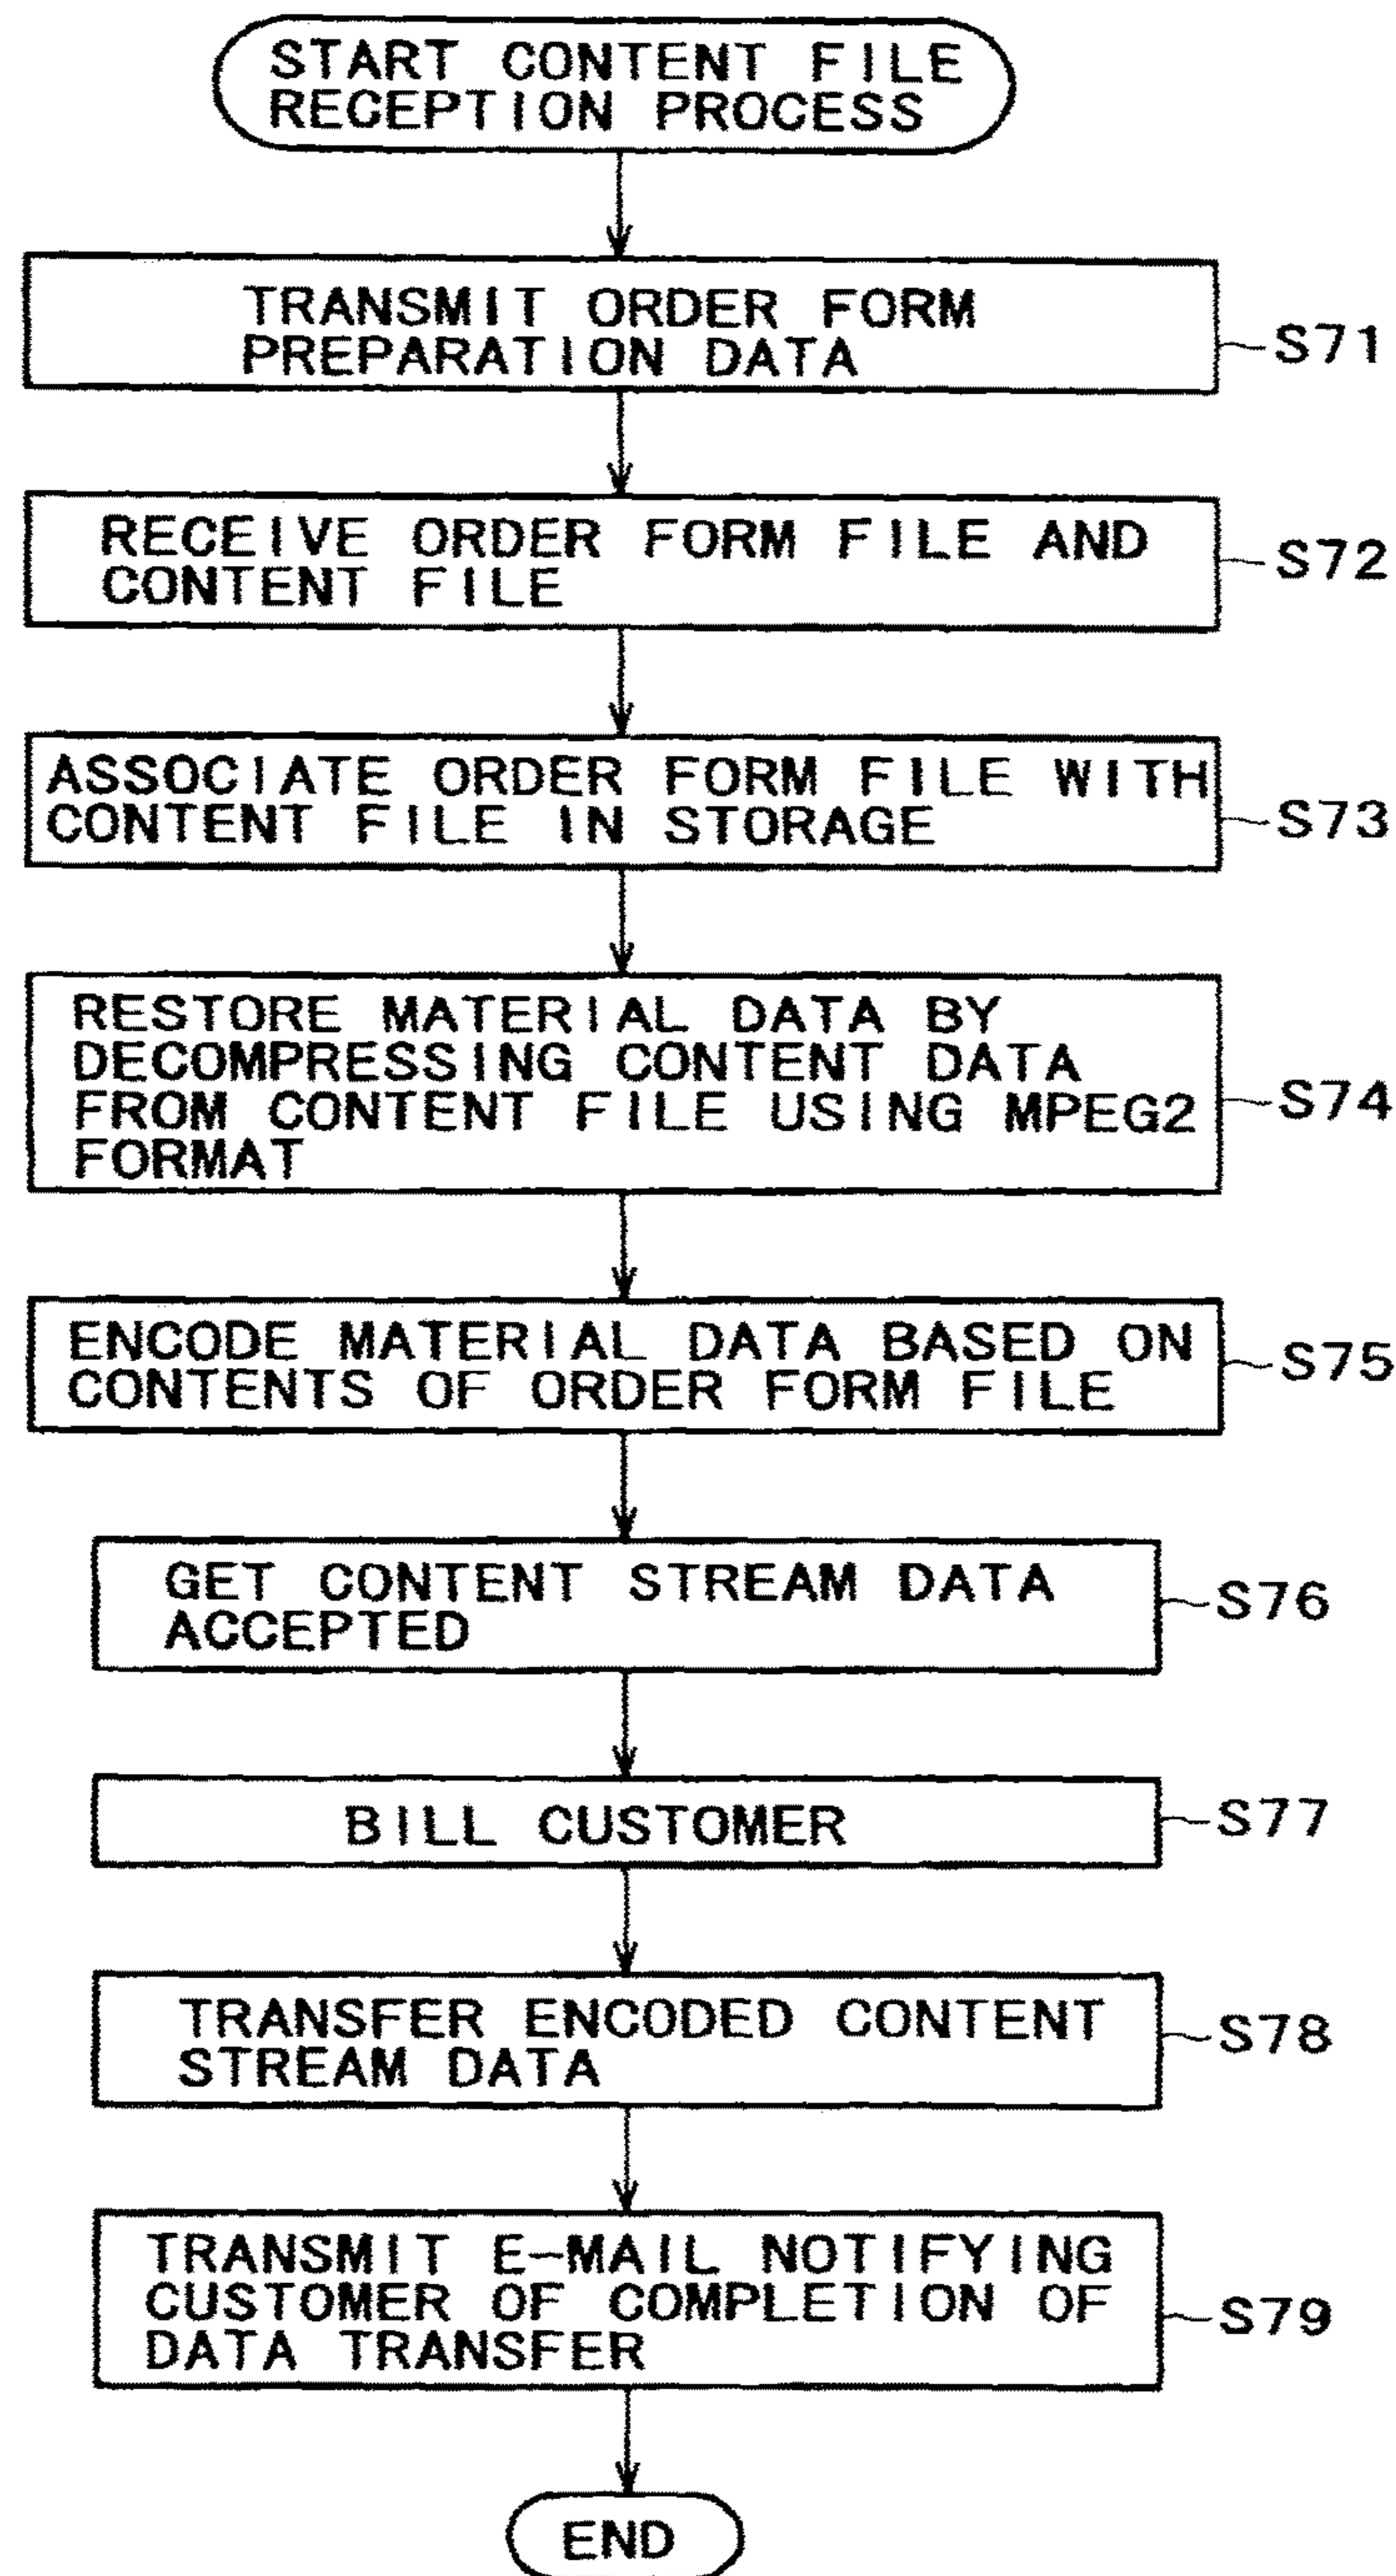 START CONTENT FILE
RECEPTION PROCESS
TRANSMIT ORDER FORM
PREPARATION DATA
S71
RECEIVE ORDER FORM FILE AND
CONTENT FILE
S72
ASSOCIATE ORDER FORM FILE WITH
CONTENT FILE IN STORAGE
S73
RESTORE MATERIAL DATA BY
DECOMPRESSING CONTENT DATA
FROM CONTENT FILE USING MPEG2
FORMAT
S74
ENCODE MATERIAL DATA BASED ON
CONTENTS OF ORDER FORM FILE
S75
GET CONTENT STREAM DATA
ACCEPTED
S76
BILL CUSTOMER
S77
TRANSFER ENCODED CONTENT
STREAM DATA
S78
TRANSMIT E-MAIL NOTIFYING
CUSTOMER OF COMPLETION OF
DATA TRANSFER
S79
END